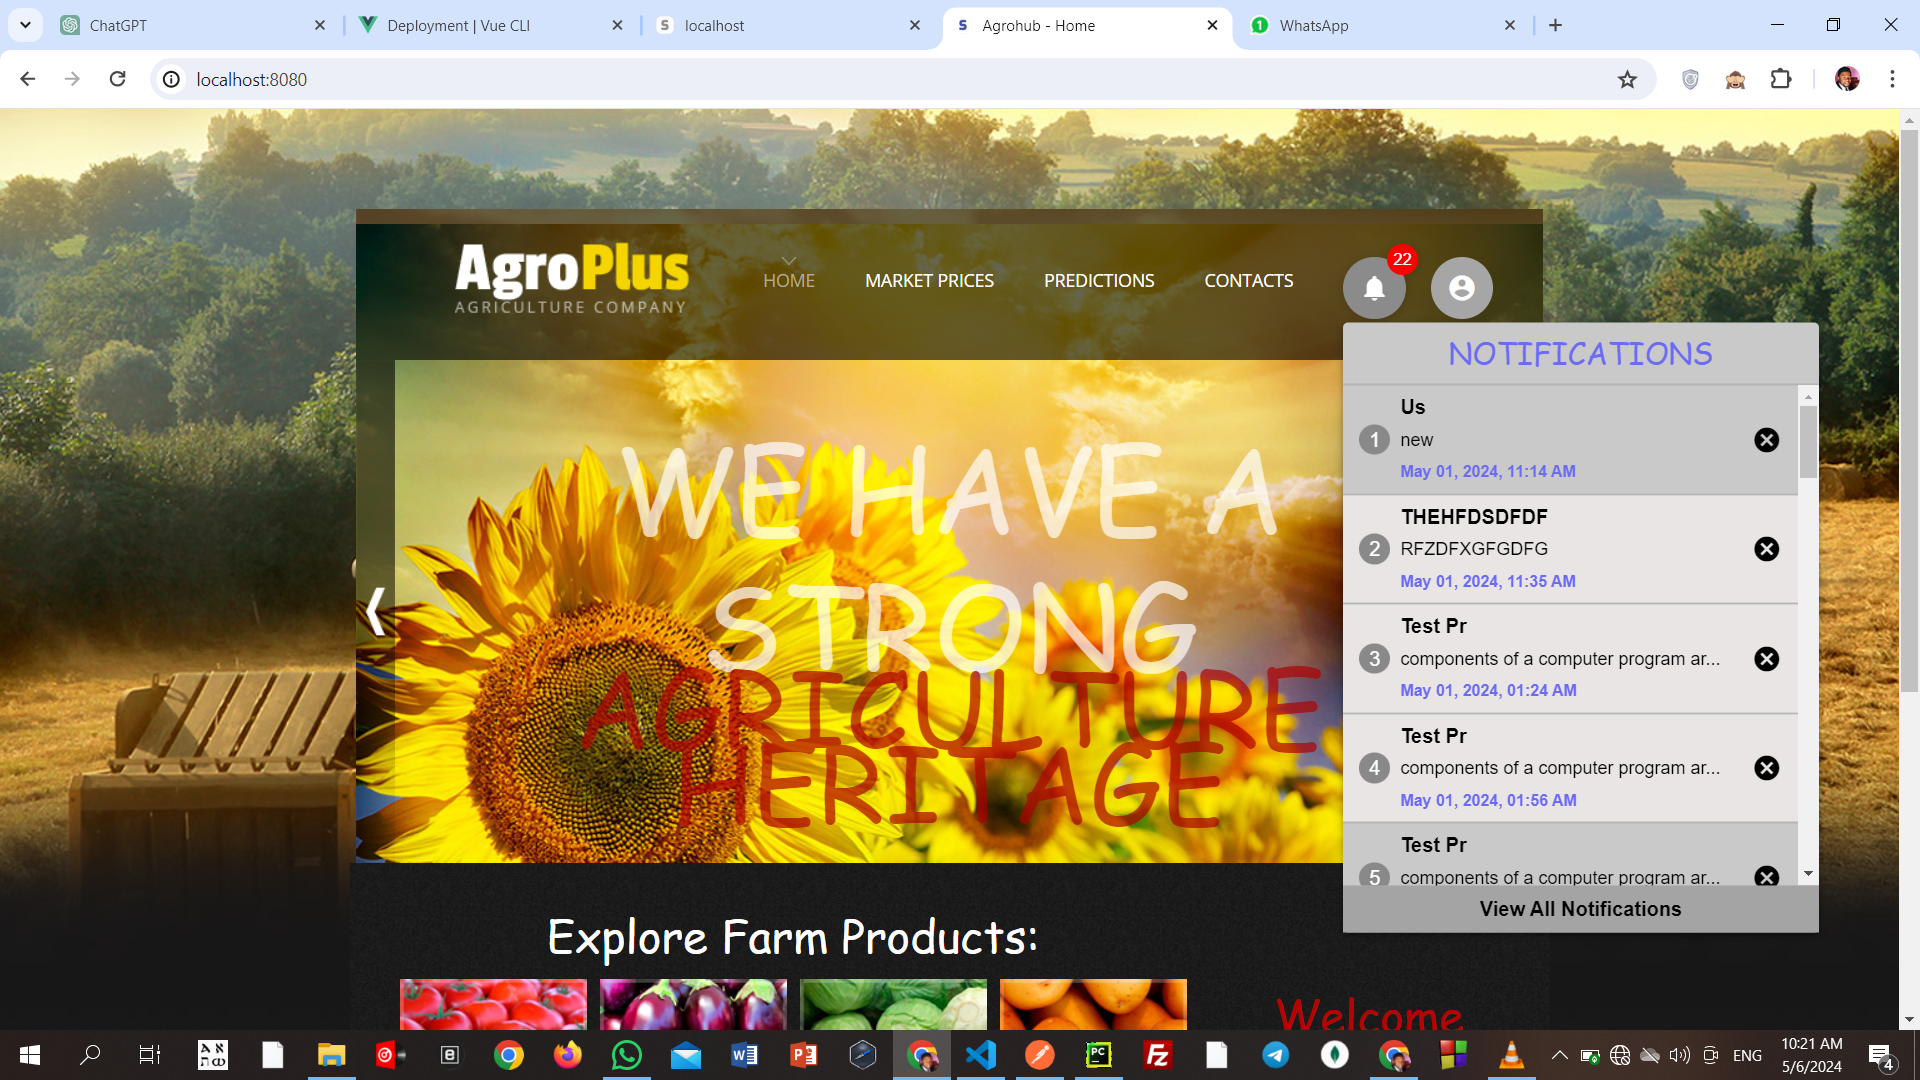 ChatGPT
Deployment | Vue CLI
S localhost
S Agrohub - Home
1 WhatsApp
localhost:8080
AgroPlus
AGRICULTURE COMPANY
HOME
MARKET PRICES
PREDICTIONS
CONTACTS
22
NOTIFICATIONS
Us
1 new
May 01, 2024, 11:14 AM
THEHFDSDFDF
2 RFZDFXGFGDFG
May 01, 2024, 11:35 AM
Test Pr
3 components of a computer program ar...
May 01, 2024, 01:24 AM
Test Pr
4 components of a computer program ar...
May 01, 2024, 01:56 AM
Test Pr
5 components of a computer program ar...
View All Notifications
WE HAVE A
STRONG
AGRICULTURE
HERITAGE
Explore Farm Products:
Welcome
ENG
10:21 AM
5/6/2024
4